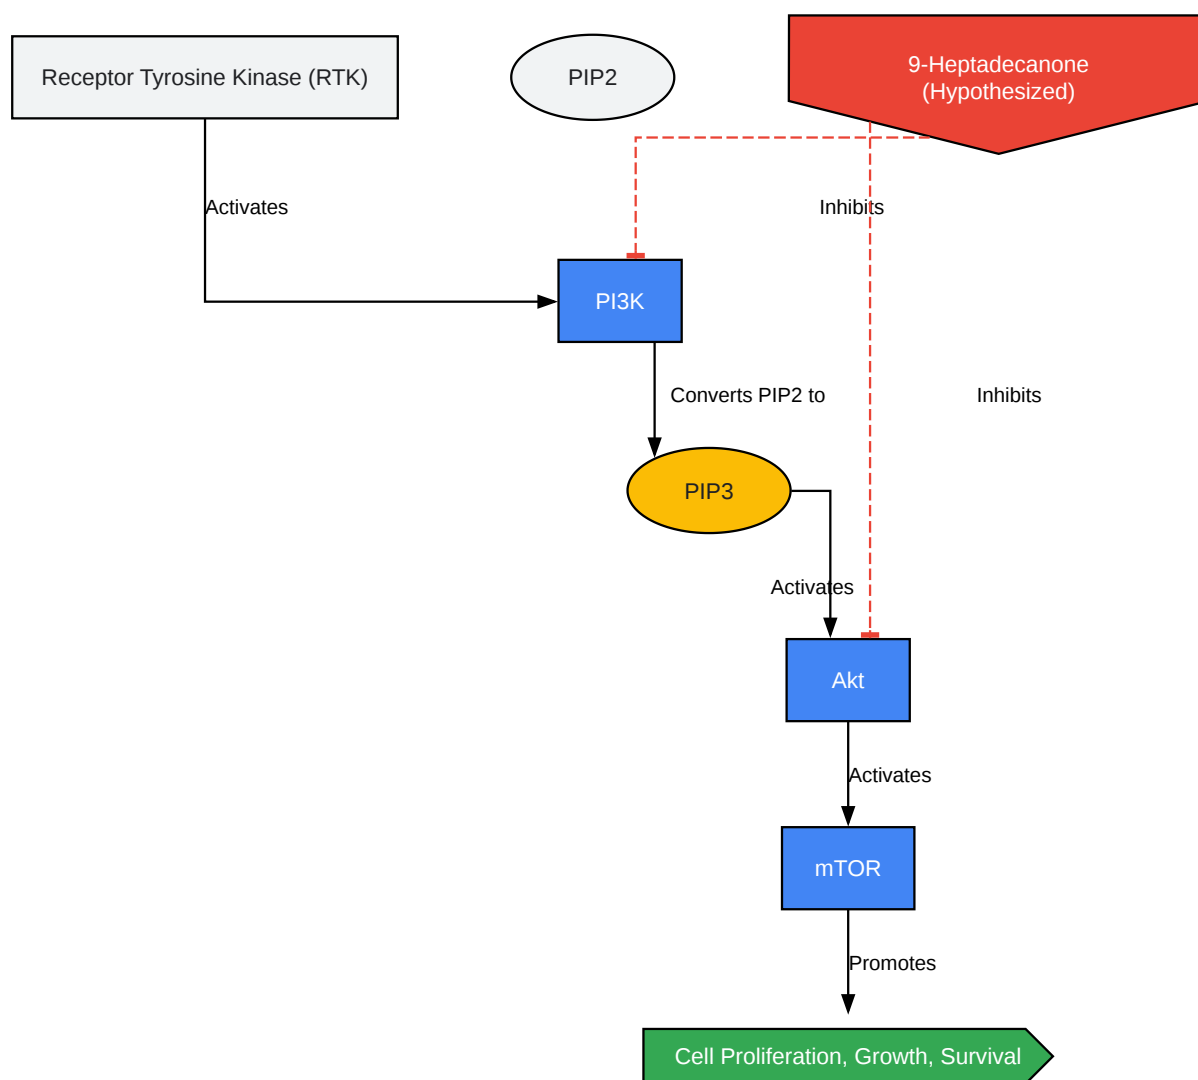 Receptor Tyrosine Kinase (RTK)
PIP2
9-Heptadecanone
(Hypothesized)
Activates
Inhibits
PI3K
Converts PIP2 to
Inhibits
PIP3
Activates
Akt
Activates
mTOR
Promotes
Cell Proliferation, Growth, Survival